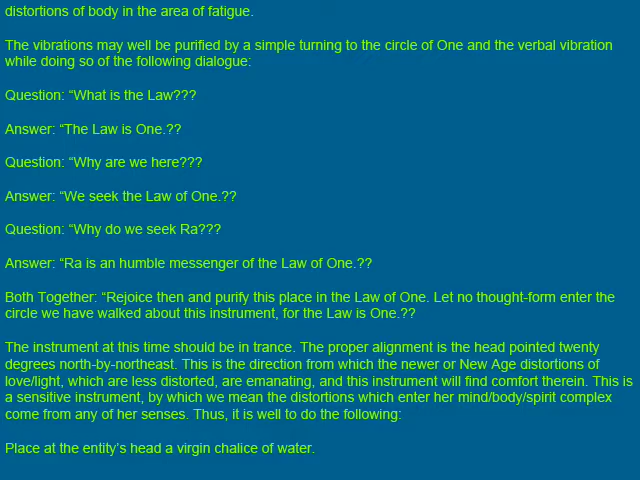 distortions of body in the area of fatigue.
The vibrations may well be purified by a simple turning to the circle of One and the verbal vibration
while doing so of the following dialogue:
Question: “What is the Law???
Answer: “The Law is One.??
Question: “Why are we here???
Answer: “We seek the Law of One.??
Question: “Why do we seek Ra???
Answer: “Ra is an humble messenger of the Law of One.??
Both Together: “Rejoice then and purify this place in the Law of One. Let no thought-form enter the
circle we have walked about this instrument, for the Law is One.??
The instrument at this time should be in trance. The proper alignment is the head pointed twenty
degrees north-by-northeast. This is the direction from which the newer or New Age distortions of
love/light, which are less distorted, are emanating, and this instrument will find comfort therein. This is
a sensitive instrument, by which we mean the distortions which enter her mind/body/spirit complex
come from any of her senses. Thus, it is well to do the following:
Place at the entity’s head a virgin chalice of water.